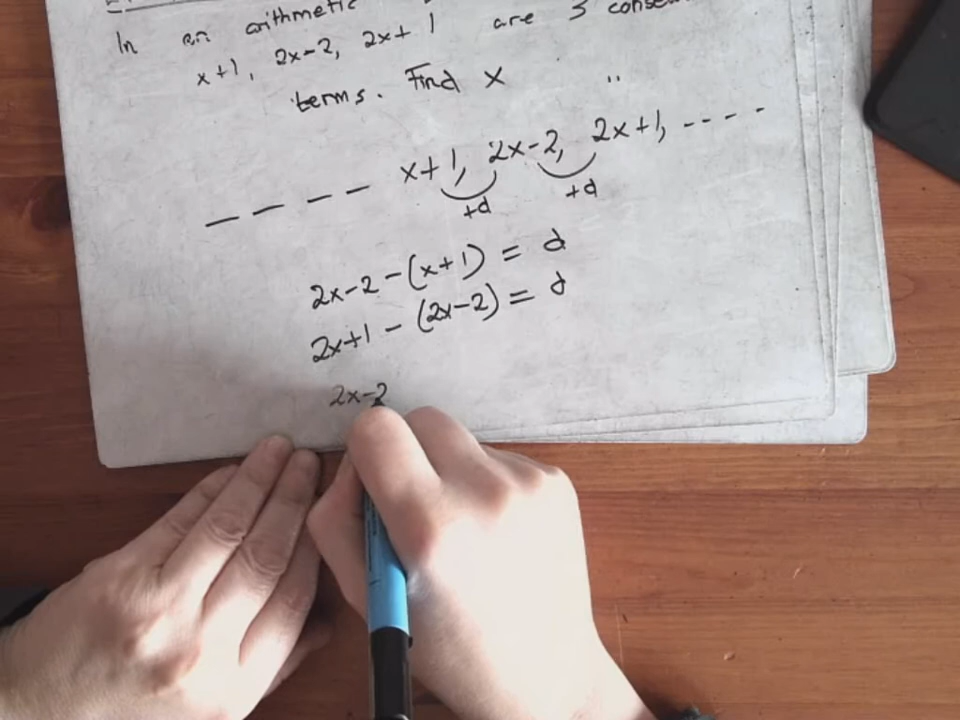 In an arithmetic
x+1, 2x-2, 2x+1 are 3
terms. Find x
_ _ _ _ x+1, 2x-2, 2x+1, ----
+d +d
2x-2-(x+1) = d
2x+1-(2x-2) = d
2x-2